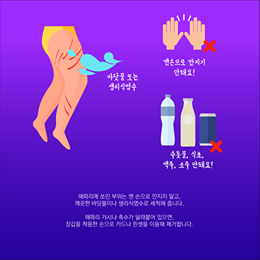 맨손으로 만지기
안돼요!
바닷물 또는
생리식염수
수돗물, 식초,
맥주, 소주 안돼요!
해파리에 쏘인 부위는 맨 손으로 만지지 말고,
깨끗한 바닷물이나 생리식염수로 세척해 줍니다.
해파리 가시나 촉수가 달라붙어 있으면,
장갑을 착용한 손으로 카드나 핀셋을 이용해 제거합니다.